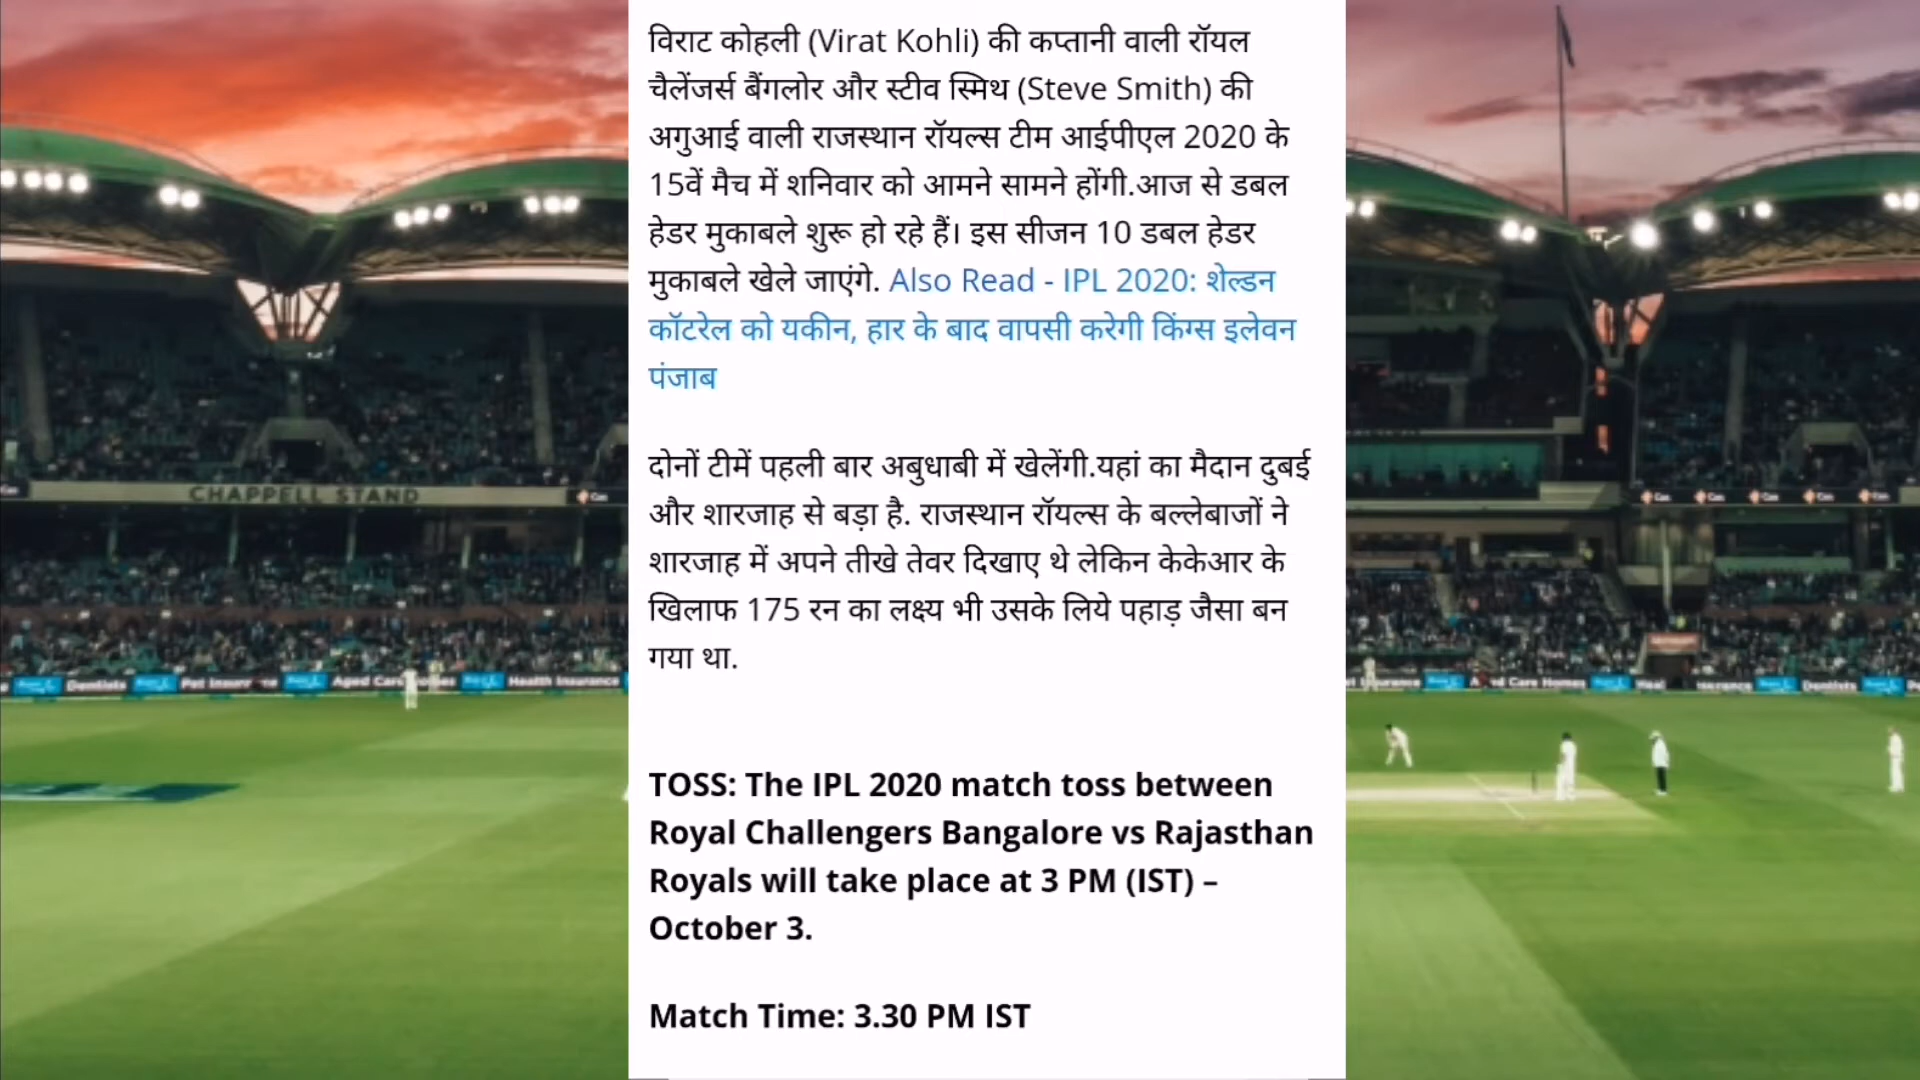 विराट कोहली (Virat Kohli) की कप्तानी वाली रॉयल
चैलेंजर्स बैंगलोर और स्टीव स्मिथ (Steve Smith) की
अगुआई वाली राजस्थान रॉयल्स टीम आईपीएल 2020 के
15वें मैच में शनिवार को आमने सामने होंगी.आज से डबल
हेडर मुकाबले शुरू हो रहे हैं। इस सीजन 10 डबल हेडर
मुकाबले खेले जाएंगे. Also Read - IPL 2020: शेल्डन
कॉटरेल को यकीन, हार के बाद वापसी करेगी किंग्स इलेवन
पंजाब
दोनों टीमें पहली बार अबुधाबी में खेलेंगी.यहां का मैदान दुबई
और शारजाह से बड़ा है. राजस्थान रॉयल्स के बल्लेबाजों ने
शारजाह में अपने तीखे तेवर दिखाए थे लेकिन केकेआर के
खिलाफ 175 रन का लक्ष्य भी उसके लिये पहाड़ जैसा बन
गया था.
TOSS: The IPL 2020 match toss between
Royal Challengers Bangalore vs Rajasthan
Royals will take place at 3 PM (IST) –
October 3.
Match Time: 3.30 PM IST
CHAPPELL STAND
Dentists Pet Insurance Aged Care Homes Health Insurance
Aged Care Homes Dentists